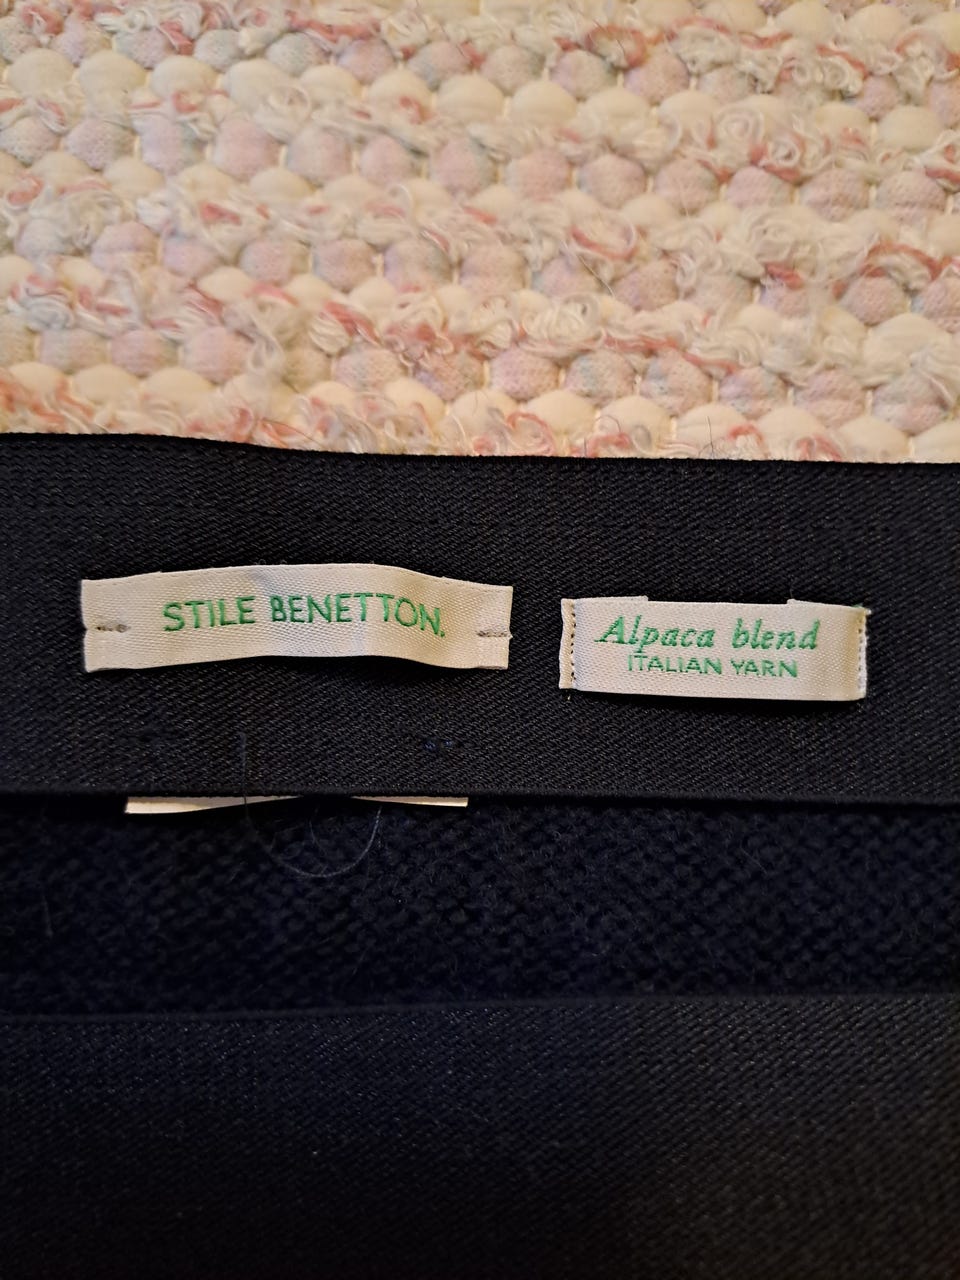 STILE BENETTON.
Alpaca blend
ITALIAN YARN